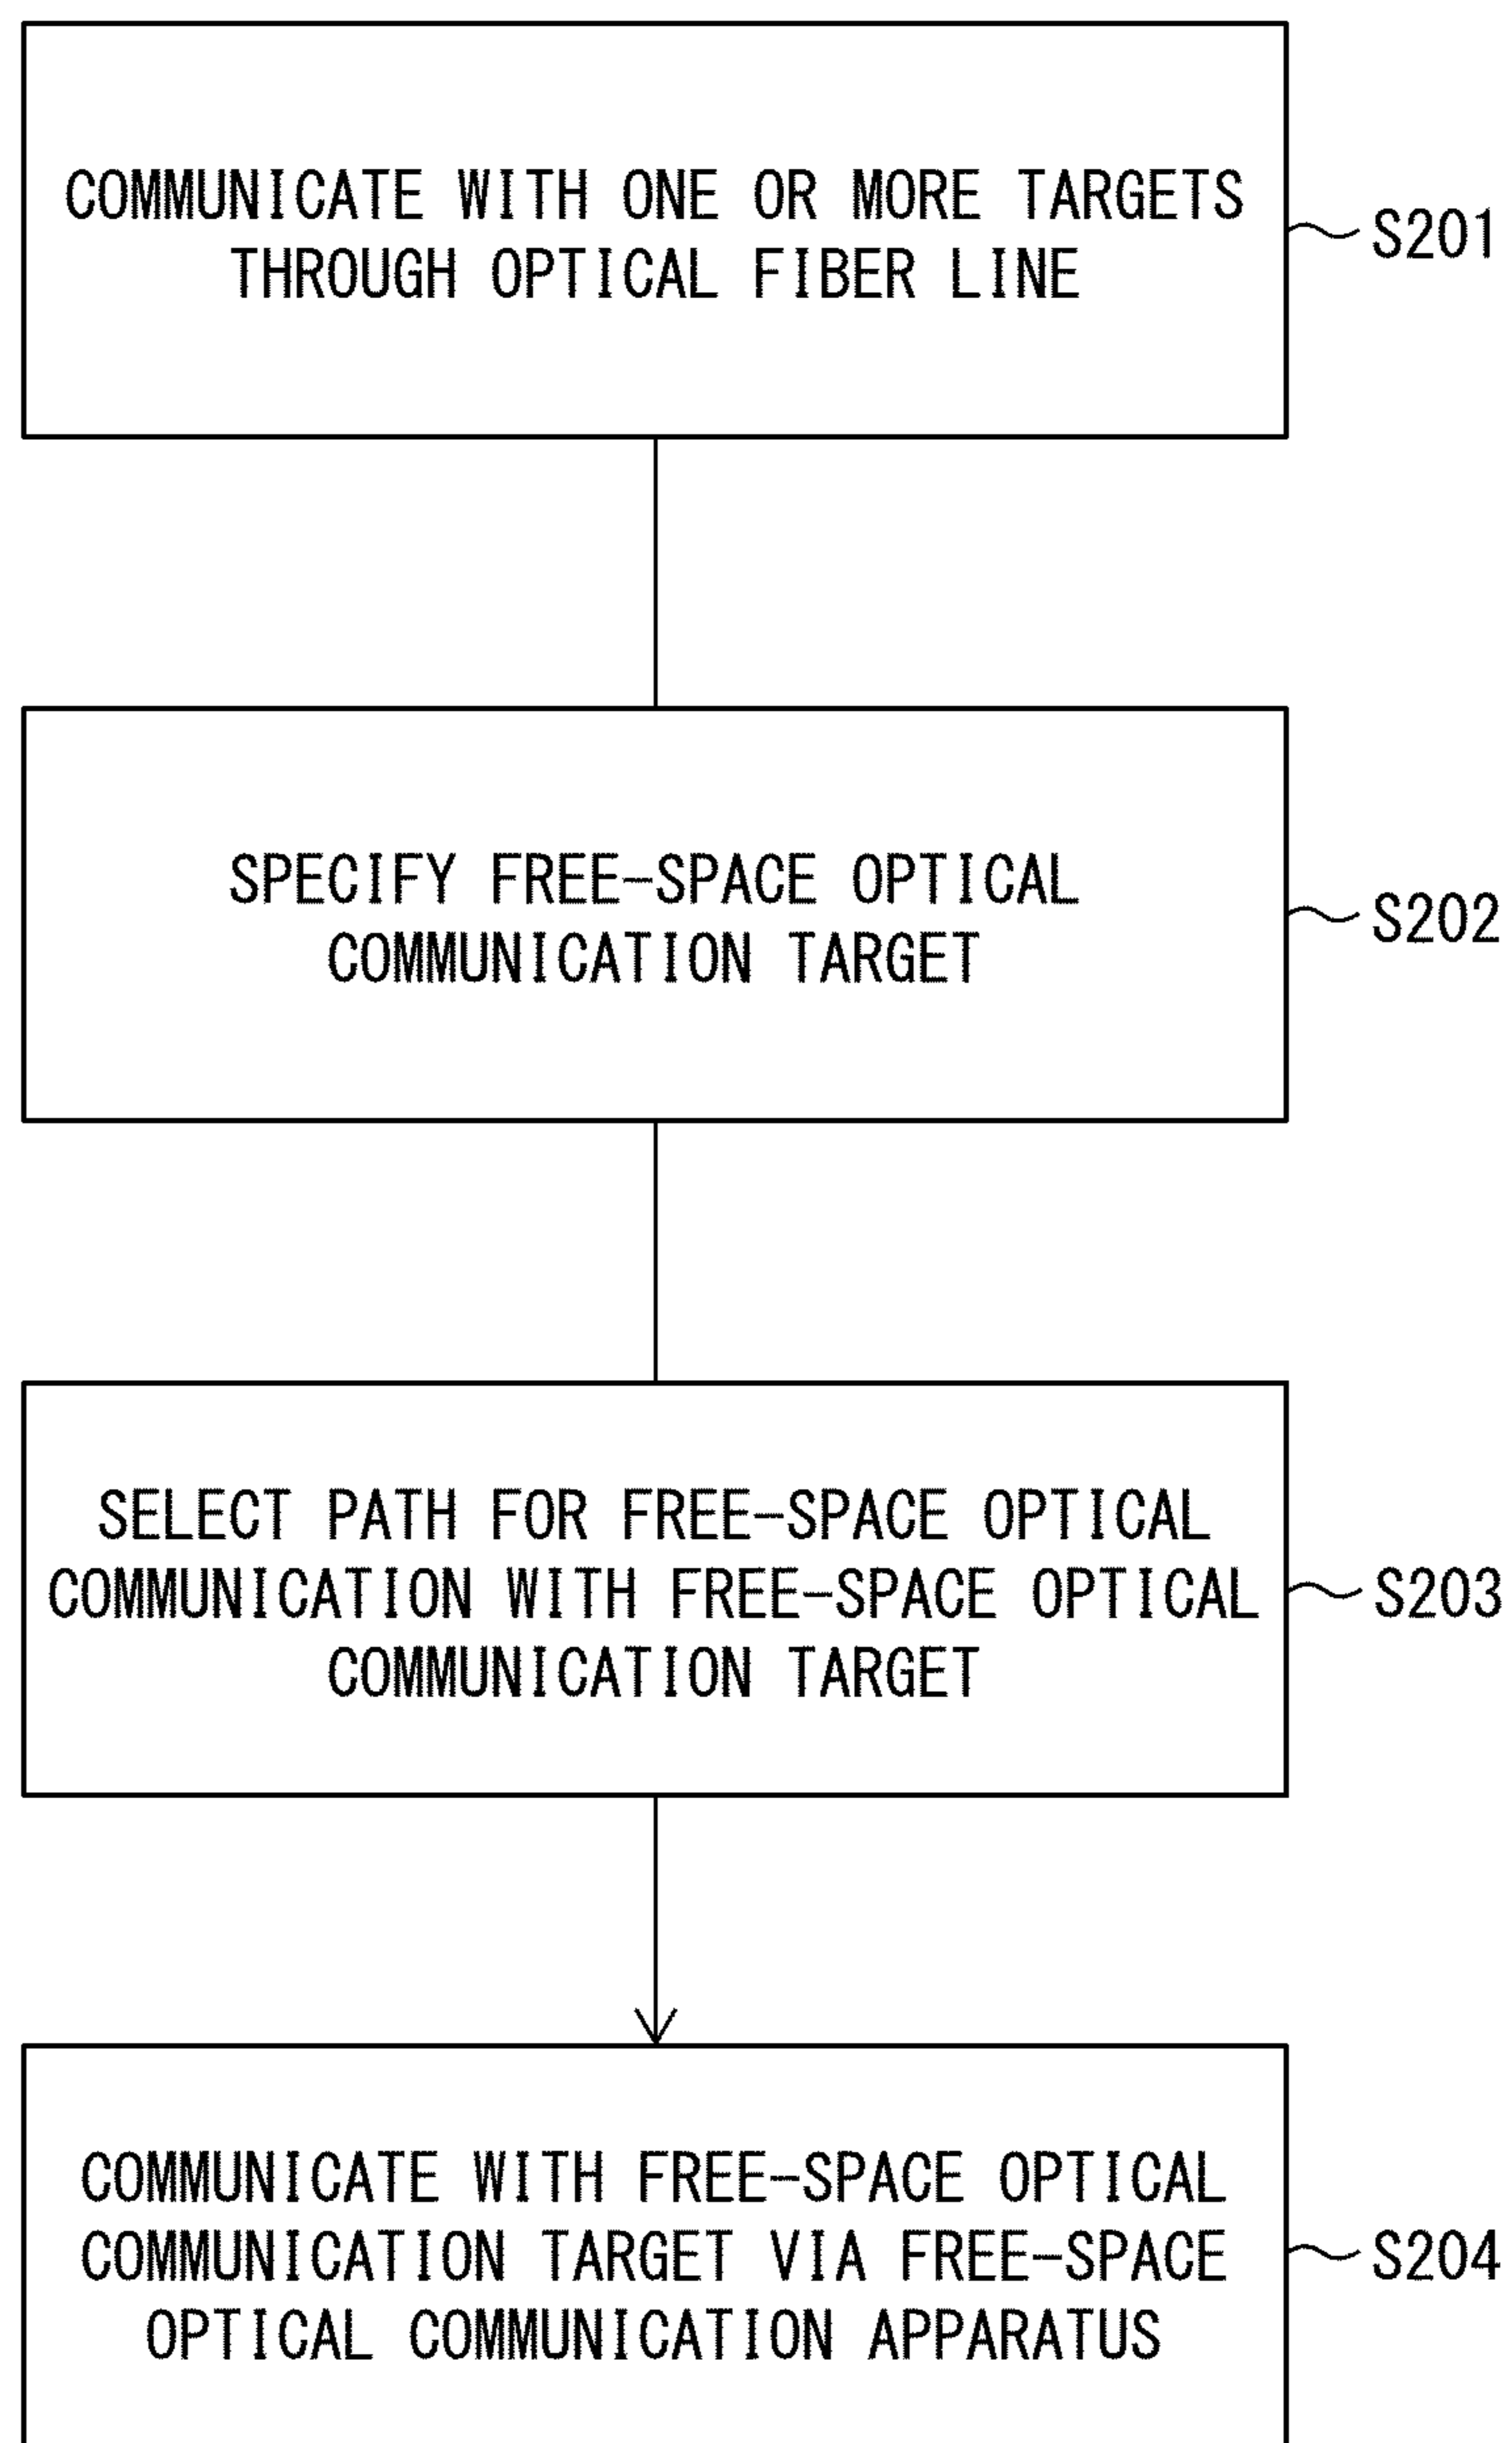 COMMUNICATE WITH ONE OR MORE TARGETS
THROUGH OPTICAL FIBER LINE
S201
SPECIFY FREE-SPACE OPTICAL
COMMUNICATION TARGET
S202
SELECT PATH FOR FREE-SPACE OPTICAL
COMMUNICATION WITH FREE-SPACE OPTICAL
COMMUNICATION TARGET
S203
COMMUNICATE WITH FREE-SPACE OPTICAL
COMMUNICATION TARGET VIA FREE-SPACE
OPTICAL COMMUNICATION APPARATUS
S204